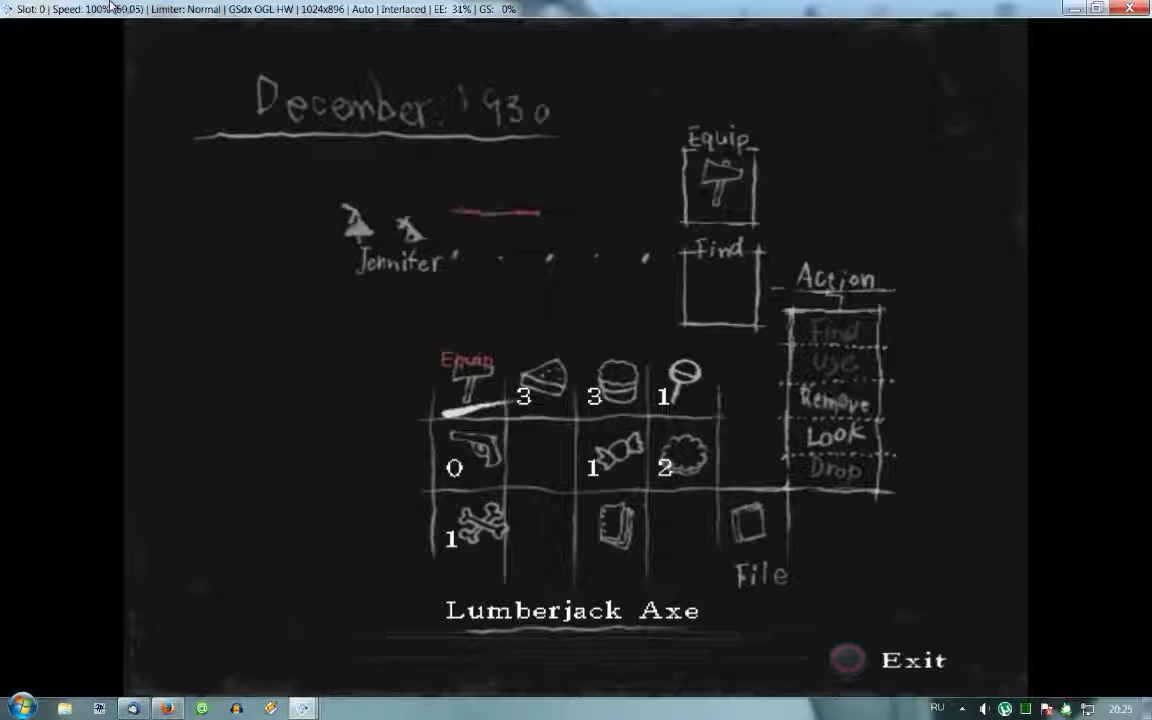 Slot: 0 | Speed: 100% (50,05) | Limiter: Normal | GSdx OGL HW | 1024x896 | Auto | Interlaced | EE: 31% | GS: 0%
December. 1930
Equip
Jennifer
Find
Action
Find
Use
Remove
Look
Drop
Equip
3
3
1
0
1
2
1
File
Lumberjack Axe
Exit
RU
20:25